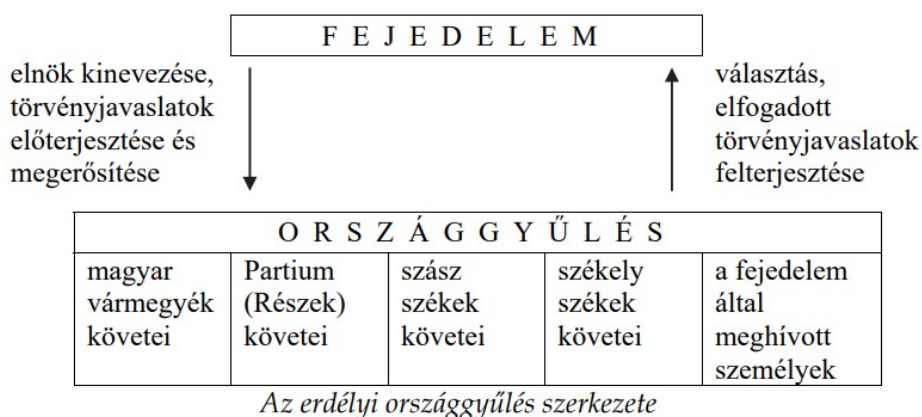 F E J E D E L E M
elnök kinevezése,
törvényjavaslatok
előterjesztése és
megerősítése
választás,
elfogadott
törvényjavaslatok
felterjesztése
O R S Z Á G G Y Ű L É S
magyar
vármegyék
követei
Partium
(Részek)
követei
szász
székek
követei
székely
székek
követei
a fejedelem
által
meghívott
személyek
Az erdélyi országgyűlés szerkezete